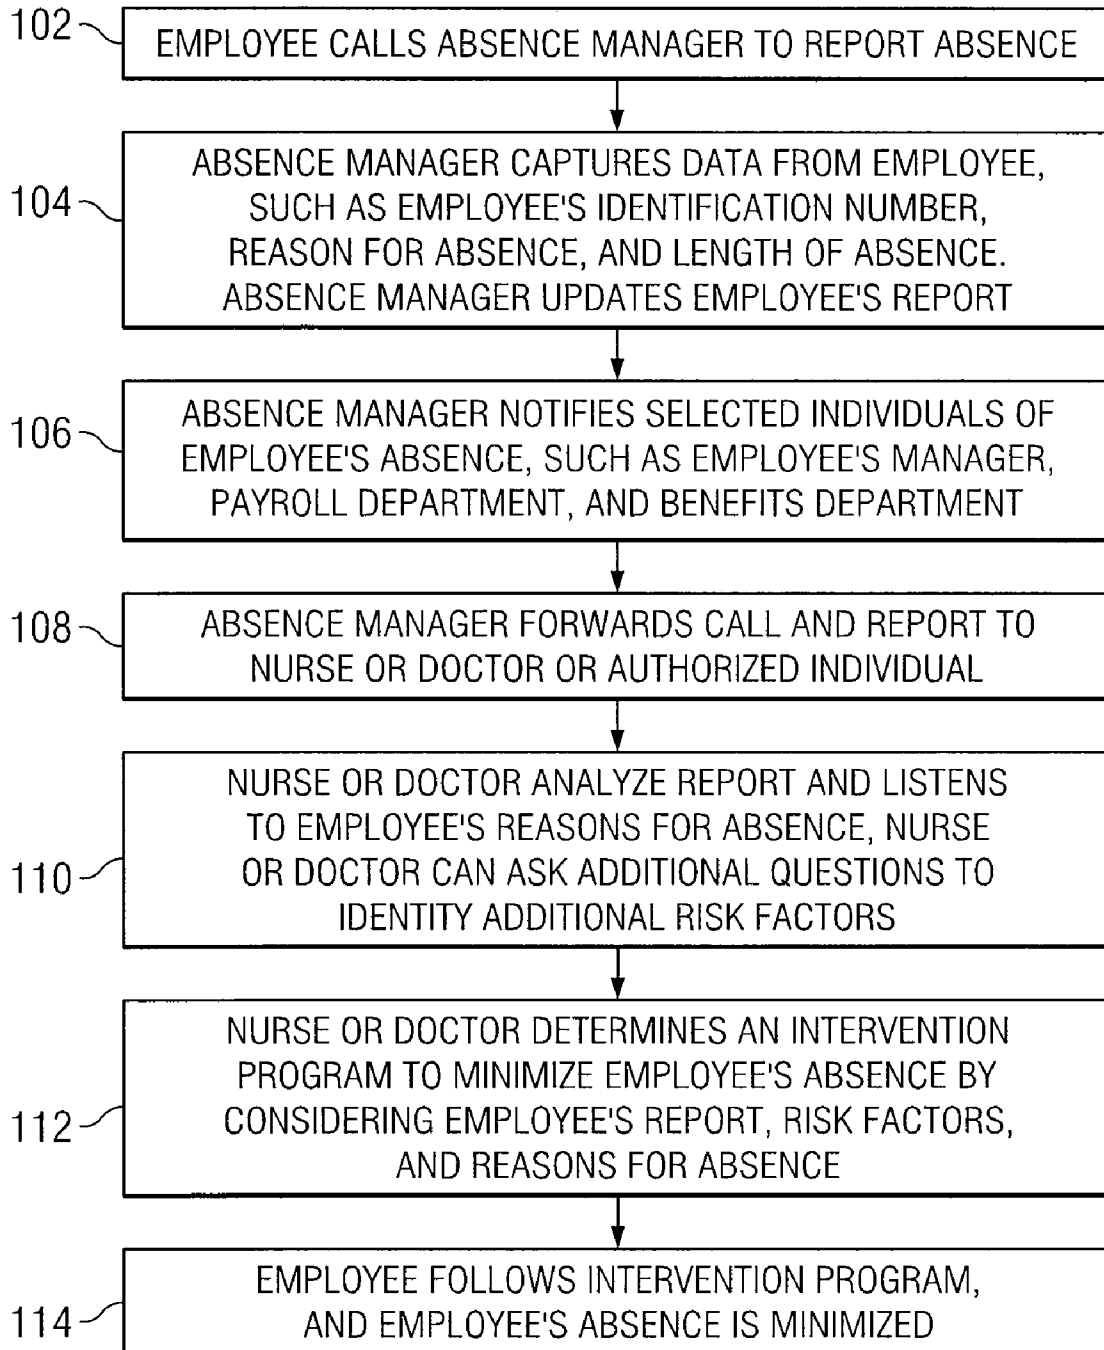 102
EMPLOYEE CALLS ABSENCE MANAGER TO REPORT ABSENCE
104
ABSENCE MANAGER CAPTURES DATA FROM EMPLOYEE,
SUCH AS EMPLOYEE'S IDENTIFICATION NUMBER,
REASON FOR ABSENCE, AND LENGTH OF ABSENCE.
ABSENCE MANAGER UPDATES EMPLOYEE'S REPORT
106
ABSENCE MANAGER NOTIFIES SELECTED INDIVIDUALS OF
EMPLOYEE'S ABSENCE, SUCH AS EMPLOYEE'S MANAGER,
PAYROLL DEPARTMENT, AND BENEFITS DEPARTMENT
108
ABSENCE MANAGER FORWARDS CALL AND REPORT TO
NURSE OR DOCTOR OR AUTHORIZED INDIVIDUAL
110
NURSE OR DOCTOR ANALYZE REPORT AND LISTENS
TO EMPLOYEE'S REASONS FOR ABSENCE, NURSE
OR DOCTOR CAN ASK ADDITIONAL QUESTIONS TO
IDENTITY ADDITIONAL RISK FACTORS
112
NURSE OR DOCTOR DETERMINES AN INTERVENTION
PROGRAM TO MINIMIZE EMPLOYEE'S ABSENCE BY
CONSIDERING EMPLOYEE'S REPORT, RISK FACTORS,
AND REASONS FOR ABSENCE
114
EMPLOYEE FOLLOWS INTERVENTION PROGRAM,
AND EMPLOYEE'S ABSENCE IS MINIMIZED